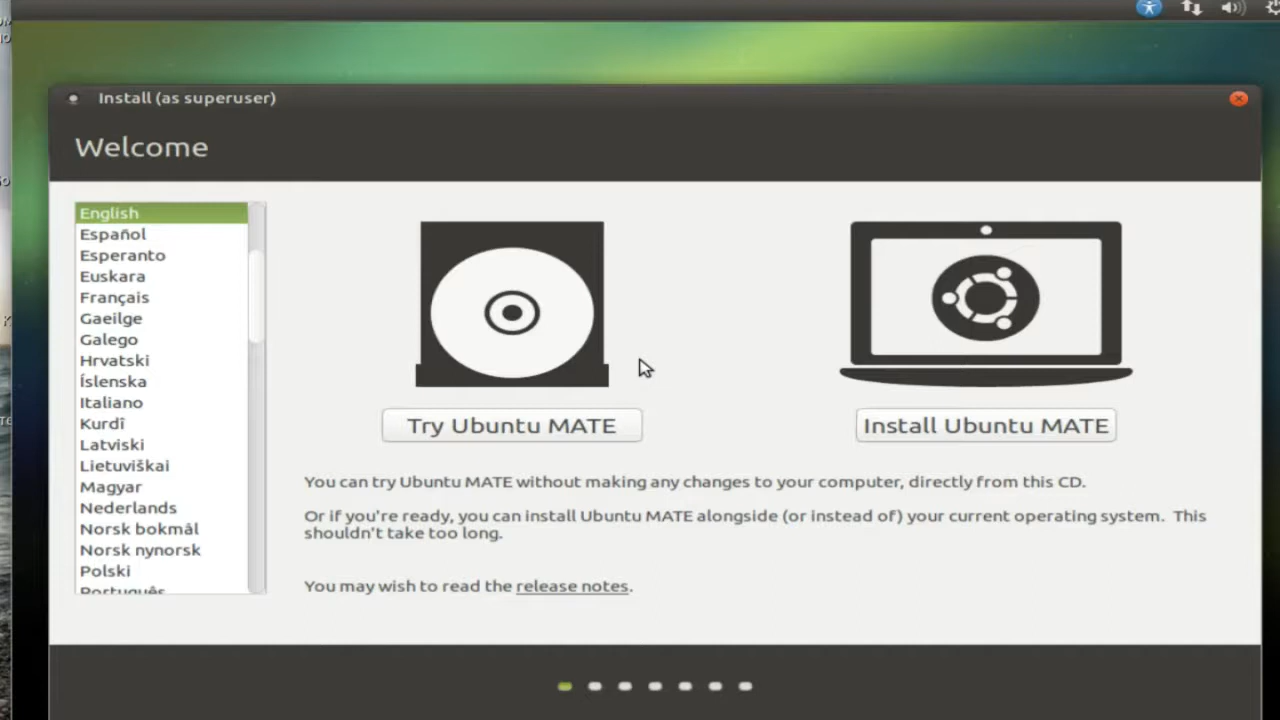 Install (as superuser)
Welcome
English
Español
Esperanto
Euskara
Français
Gaeilge
Galego
Hrvatski
Íslenska
Italiano
Kurdî
Latviski
Lietuviškai
Magyar
Nederlands
Norsk bokmål
Norsk nynorsk
Polski
Português
Try Ubuntu MATE
Install Ubuntu MATE
You can try Ubuntu MATE without making any changes to your computer, directly from this CD.
Or if you're ready, you can install Ubuntu MATE alongside (or instead of) your current operating system. This
shouldn't take too long.
You may wish to read the release notes.